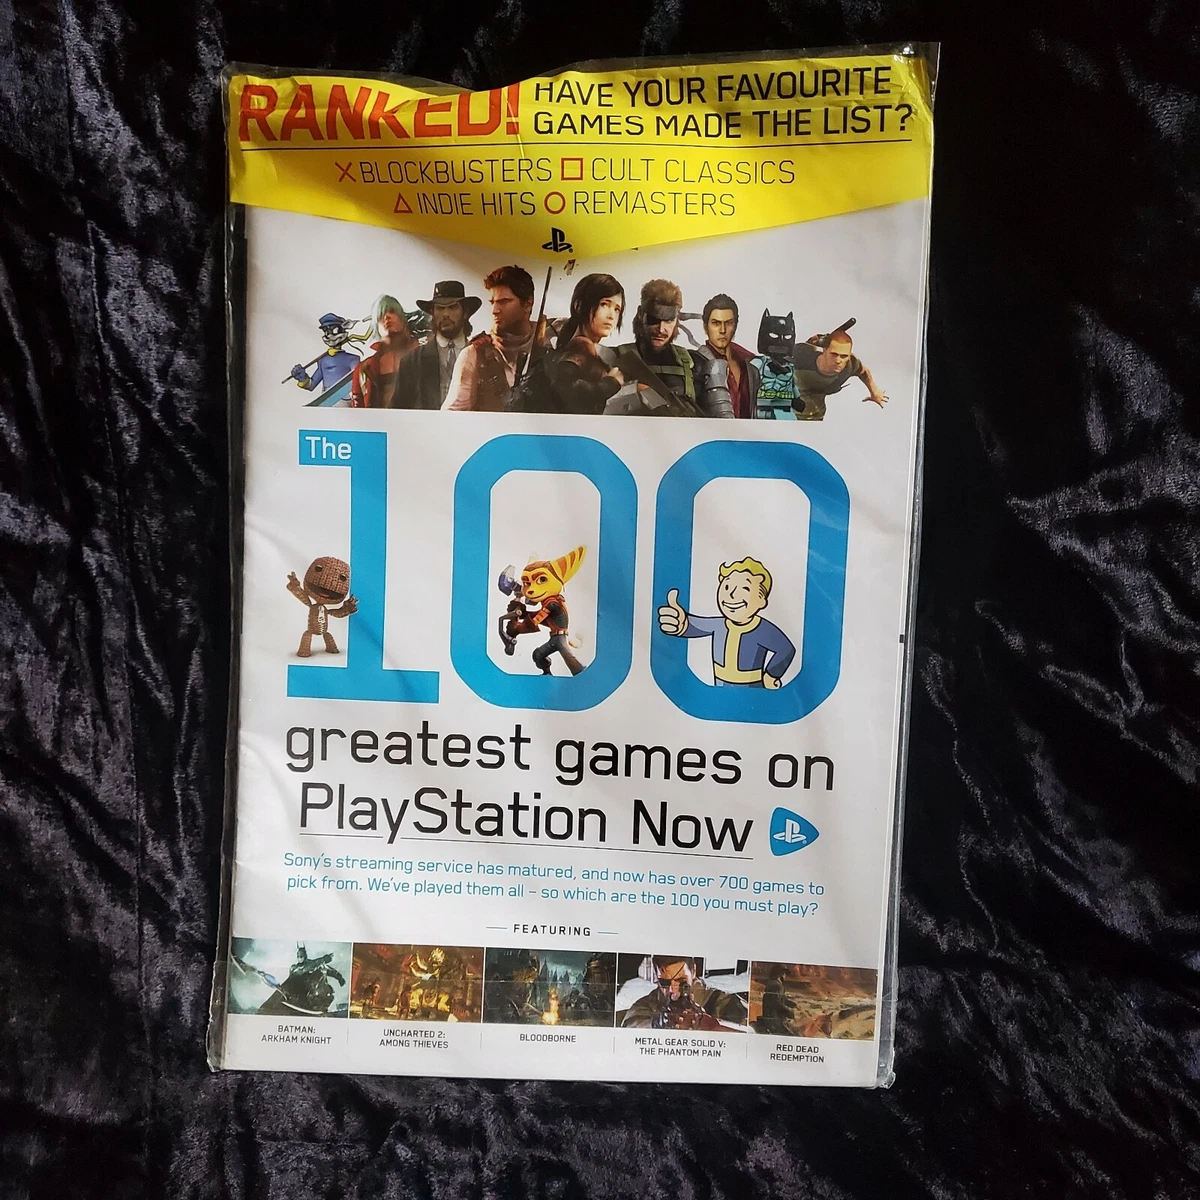 RANKED! HAVE YOUR FAVOURITE
GAMES MADE THE LIST?
BLOCKBUSTERS CULT CLASSICS
INDIE HITS REMASTERS
The
100
greatest games on
PlayStation Now
Sony's streaming service has matured, and now has over 700 games to
pick from. We've played them all – so which are the 100 you must play?
FEATURING
BATMAN:
ARKHAM KNIGHT
UNCHARTED 2:
AMONG THIEVES
BLOODBORNE
METAL GEAR SOLID V:
THE PHANTOM PAIN
RED DEAD
REDEMPTION